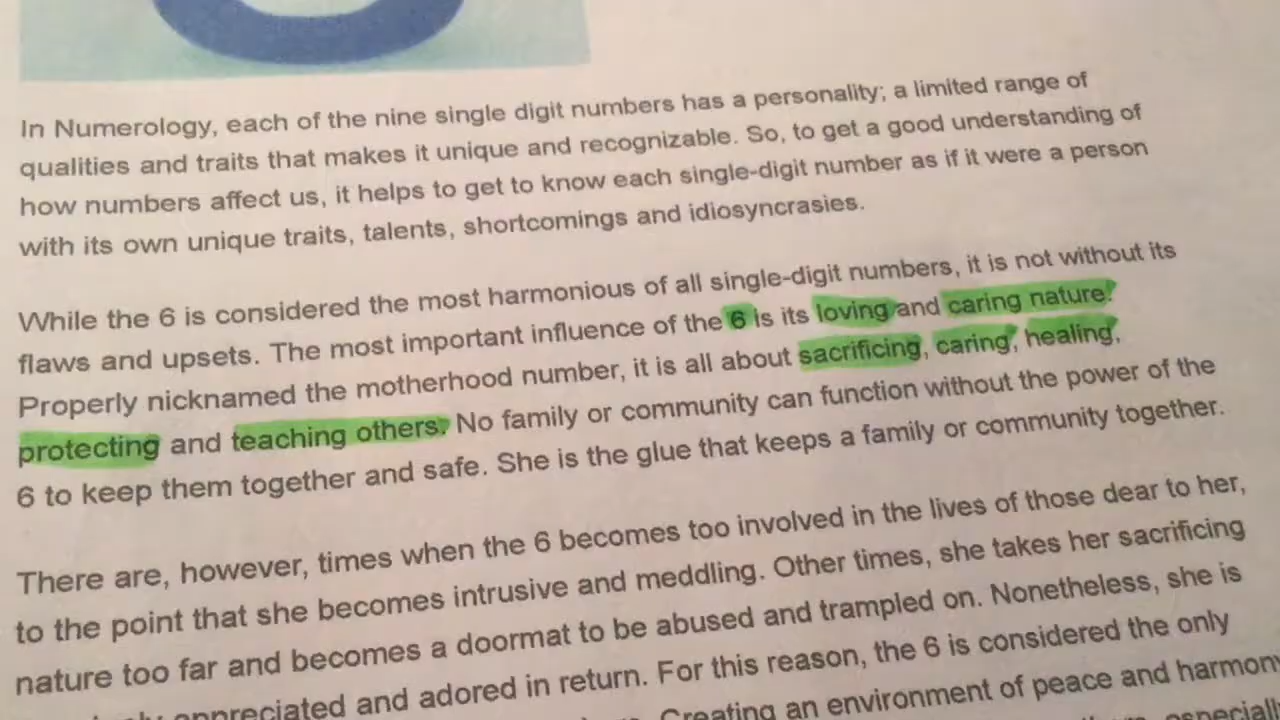 In Numerology, each of the nine single digit numbers has a personality; a limited range of
qualities and traits that makes it unique and recognizable. So, to get a good understanding of
how numbers affect us, it helps to get to know each single-digit number as if it were a person
with its own unique traits, talents, shortcomings and idiosyncrasies.
While the 6 is considered the most harmonious of all single-digit numbers, it is not without its
flaws and upsets. The most important influence of the 6 is its loving and caring nature.
Properly nicknamed the motherhood number, it is all about sacrificing, caring, healing,
protecting and teaching others. No family or community can function without the power of the
6 to keep them together and safe. She is the glue that keeps a family or community together.
There are, however, times when the 6 becomes too involved in the lives of those dear to her,
to the point that she becomes intrusive and meddling. Other times, she takes her sacrificing
nature too far and becomes a doormat to be abused and trampled on. Nonetheless, she is
appreciated and adored in return. For this reason, the 6 is considered the only
Creating an environment of peace and harmony